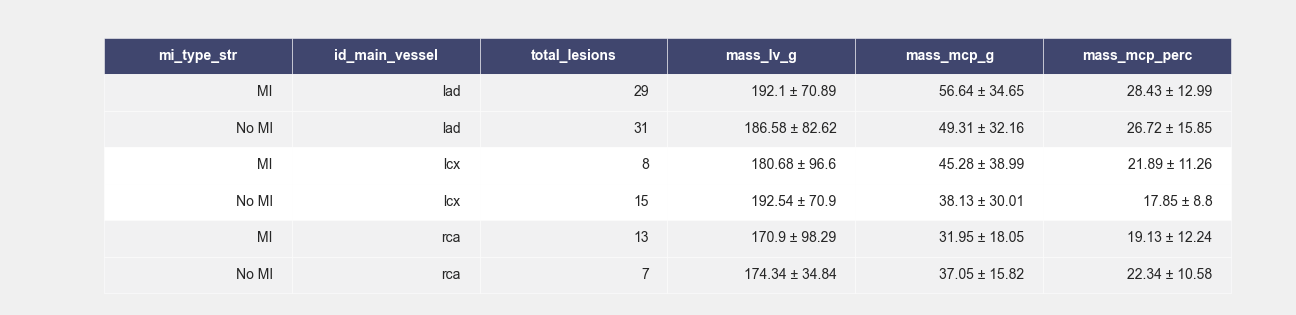 mi_type_str id_main_vessel total_lesions mass_lv_g mass_mcp_g mass_mcp_perc
MI lad 29 192.1 ± 70.89 56.64 ± 34.65 28.43 ± 12.99
No MI lad 31 186.58 ± 82.62 49.31 ± 32.16 26.72 ± 15.85
MI lcx 8 180.68 ± 96.6 45.28 ± 38.99 21.89 ± 11.26
No MI lcx 15 192.54 ± 70.9 38.13 ± 30.01 17.85 ± 8.8
MI rca 13 170.9 ± 98.29 31.95 ± 18.05 19.13 ± 12.24
No MI rca 7 174.34 ± 34.84 37.05 ± 15.82 22.34 ± 10.58